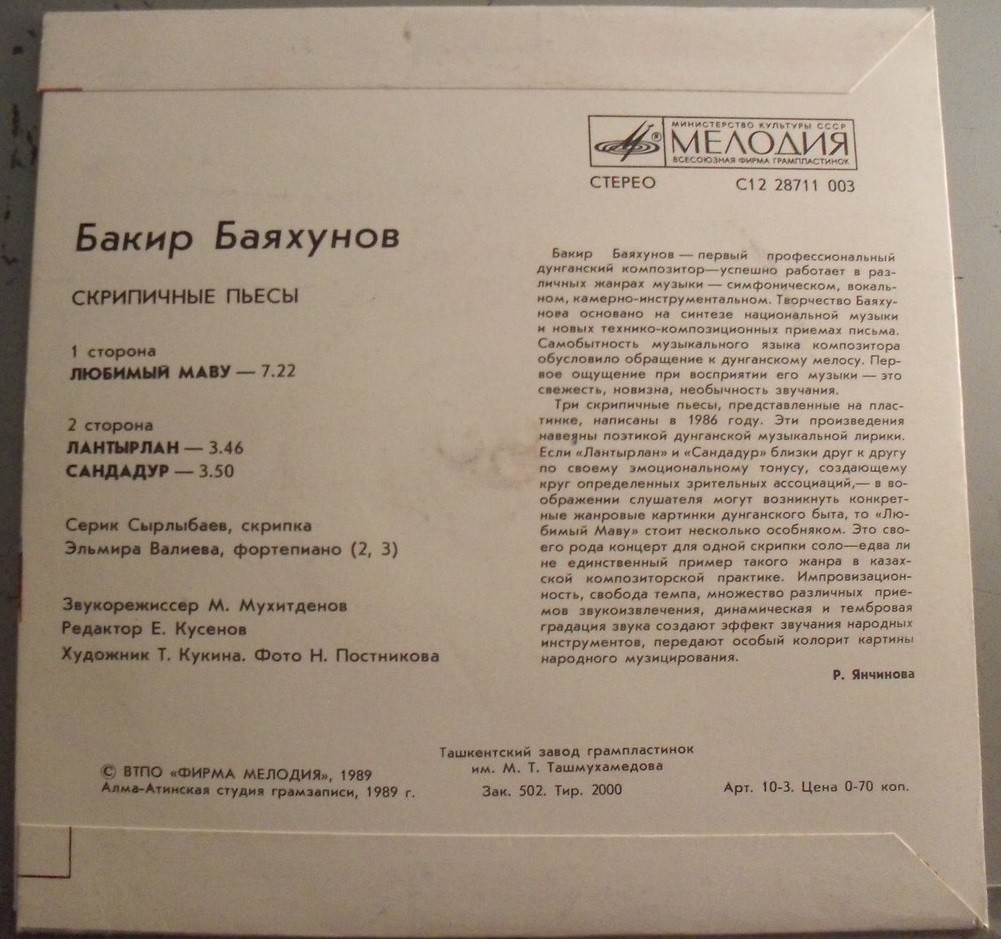 МИНИСТЕРСТВО КУЛЬТУРЫ СССР
МЕЛОДИЯ
ВСЕСОЮЗНАЯ ФИРМА ГРАМПЛАСТИНОК
СТЕРЕО С12 28711 003
Бакир Баяхунов
СКРИПИЧНЫЕ ПЬЕСЫ
1 сторона
ЛЮБИМЫЙ МАВУ — 7.22
2 сторона
ЛАНТЫРЛАН — 3.46
САНДАДУР — 3.50
Серик Сырлыбаев, скрипка
Эльмира Валиева, фортепиано (2, 3)
Звукорежиссер М. Мухитденов
Редактор Е. Кусенов
Художник Т. Кукина. Фото Н. Постникова
Бакир Баяхунов — первый профессиональный
дунганский композитор—успешно работает в раз-
личных жанрах музыки — симфоническом, вокаль-
ном, камерно-инструментальном. Творчество Баяху-
нова основано на синтезе национальной музыки
и новых технико-композиционных приемах письма.
Самобытность музыкального языка композитора
обусловило обращение к дунганскому мелосу. Пер-
вое ощущение при восприятии его музыки — это
свежесть, новизна, необычность звучания.
Три скрипичные пьесы, представленные на плас-
тинке, написаны в 1986 году. Эти произведения
навеяны поэтикой дунганской музыкальной лирики.
Если «Лантырлан» и «Сандадур» близки друг к другу
по своему эмоциональному тонусу, создающему
круг определенных зрительных ассоциаций,— в во-
ображении слушателя могут возникнуть конкрет-
ные жанровые картинки дунганского быта, то «Лю-
бимый Маву» стоит несколько особняком. Это сво-
его рода концерт для одной скрипки соло—едва ли
не единственный пример такого жанра в казах-
ской композиторской практике. Импровизацион-
ность, свобода темпа, множество различных прие-
мов звукоизвлечения, динамическая и тембровая
градация звука создают эффект звучания народных
инструментов, передают особый колорит картины
народного музицирования.
Р. Янчинова
© ВТПО «ФИРМА МЕЛОДИЯ», 1989
Алма-Атинская студия грамзаписи, 1989 г.
Ташкентский завод грампластинок
им. М. Т. Ташмухамедова
Зак. 502. Тир. 2000
Арт. 10-3. Цена 0-70 коп.